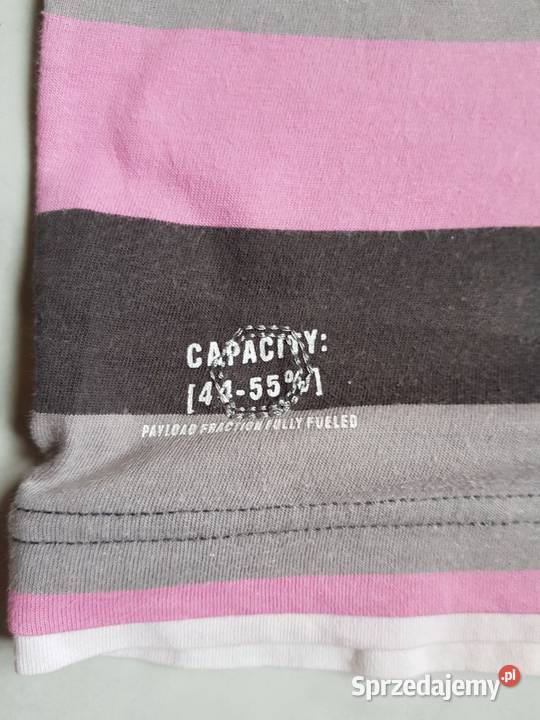 CAPACITY:
[44-55%]
PAYLOAD FRACTION FULLY FUELED
Sprzedajemy.pl